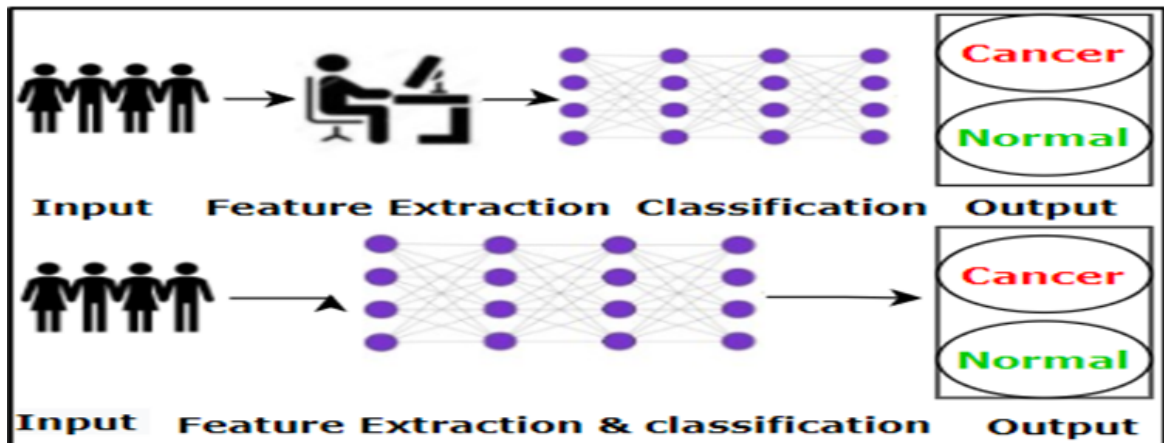 Cancer
Normal
Input Feature Extraction Classification Output
Cancer
Normal
Input Feature Extraction & classification Output